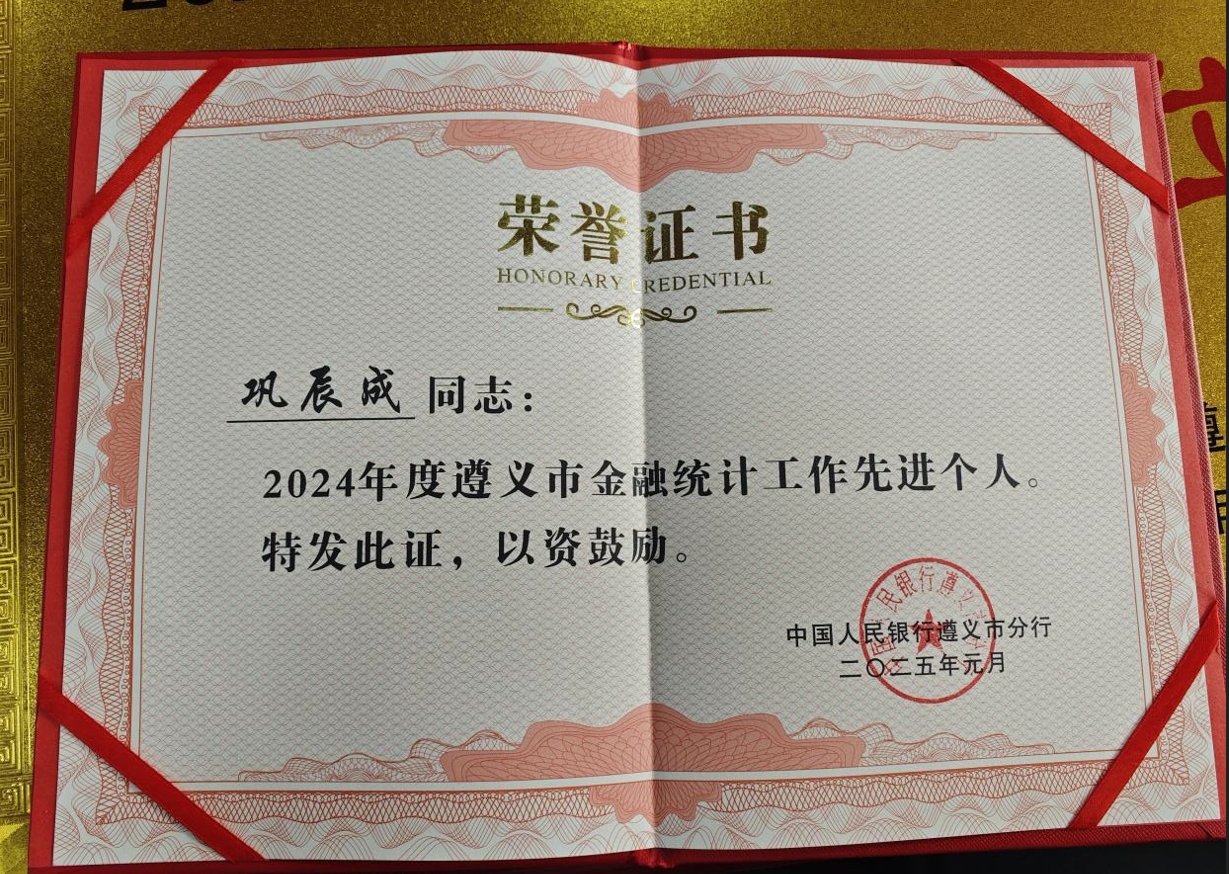 荣誉证书
HONORARY CREDENTIAL
巩辰成 同志：
2024年度遵义市金融统计工作先进个人。
特发此证，以资鼓励。
中国人民银行遵义市分行
二〇二五年元月